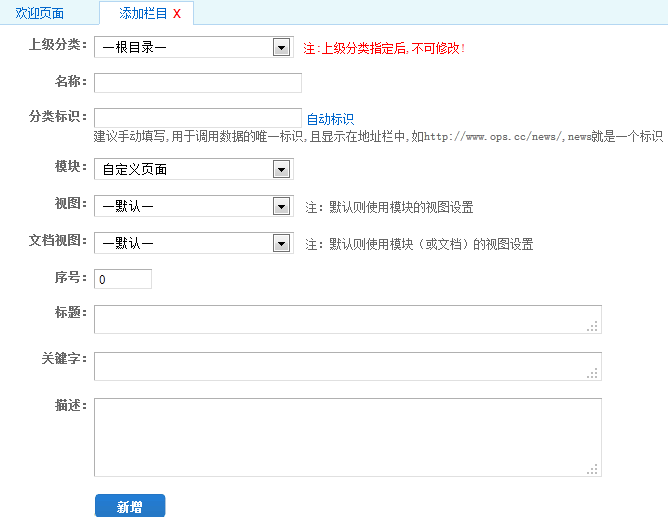 欢迎页面 添加栏目 X
上级分类: —根目录— 注:上级分类指定后,不可修改!
名称:
分类标识: 自动标识
建议手动填写,用于调用数据的唯一标识,且显示在地址栏中,如http://www.ops.cc/news/,news就是一个标识
模块: 自定义页面
视图: —默认— 注: 默认则使用模块的视图设置
文档视图: —默认— 注: 默认则使用模块（或文档）的视图设置
序号: 0
标题:
关键字:
描述:
新增